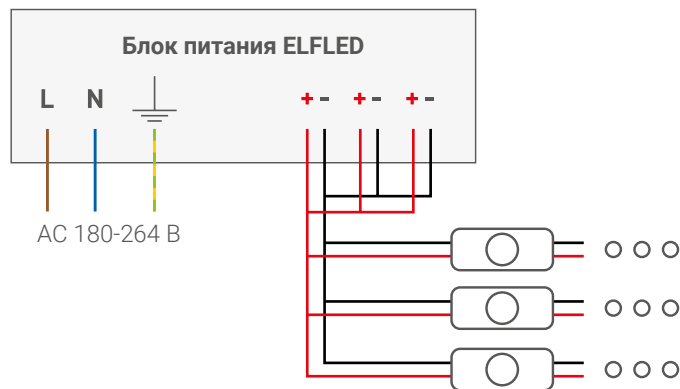 Блок питания ELFLED
L N + - + - + -
AC 180-264 В